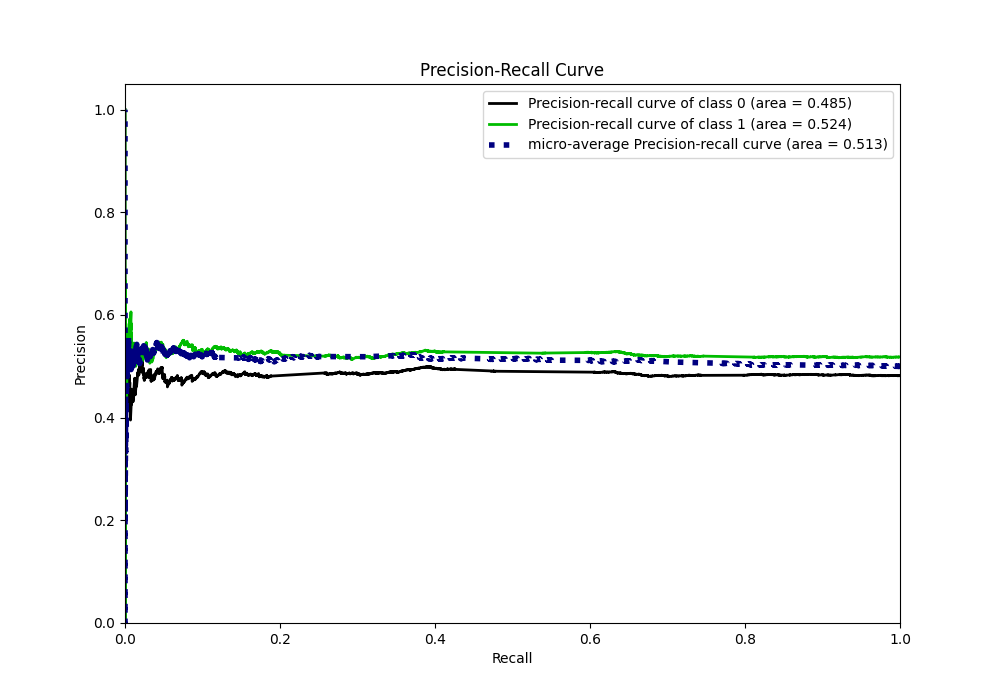 Precision-Recall Curve
Precision-recall curve of class 0 (area = 0.485)
Precision-recall curve of class 1 (area = 0.524)
micro-average Precision-recall curve (area = 0.513)
Precision
1.0
0.8
0.6
0.4
0.2
0.0
0.0 0.2 0.4 0.6 0.8 1.0
Recall